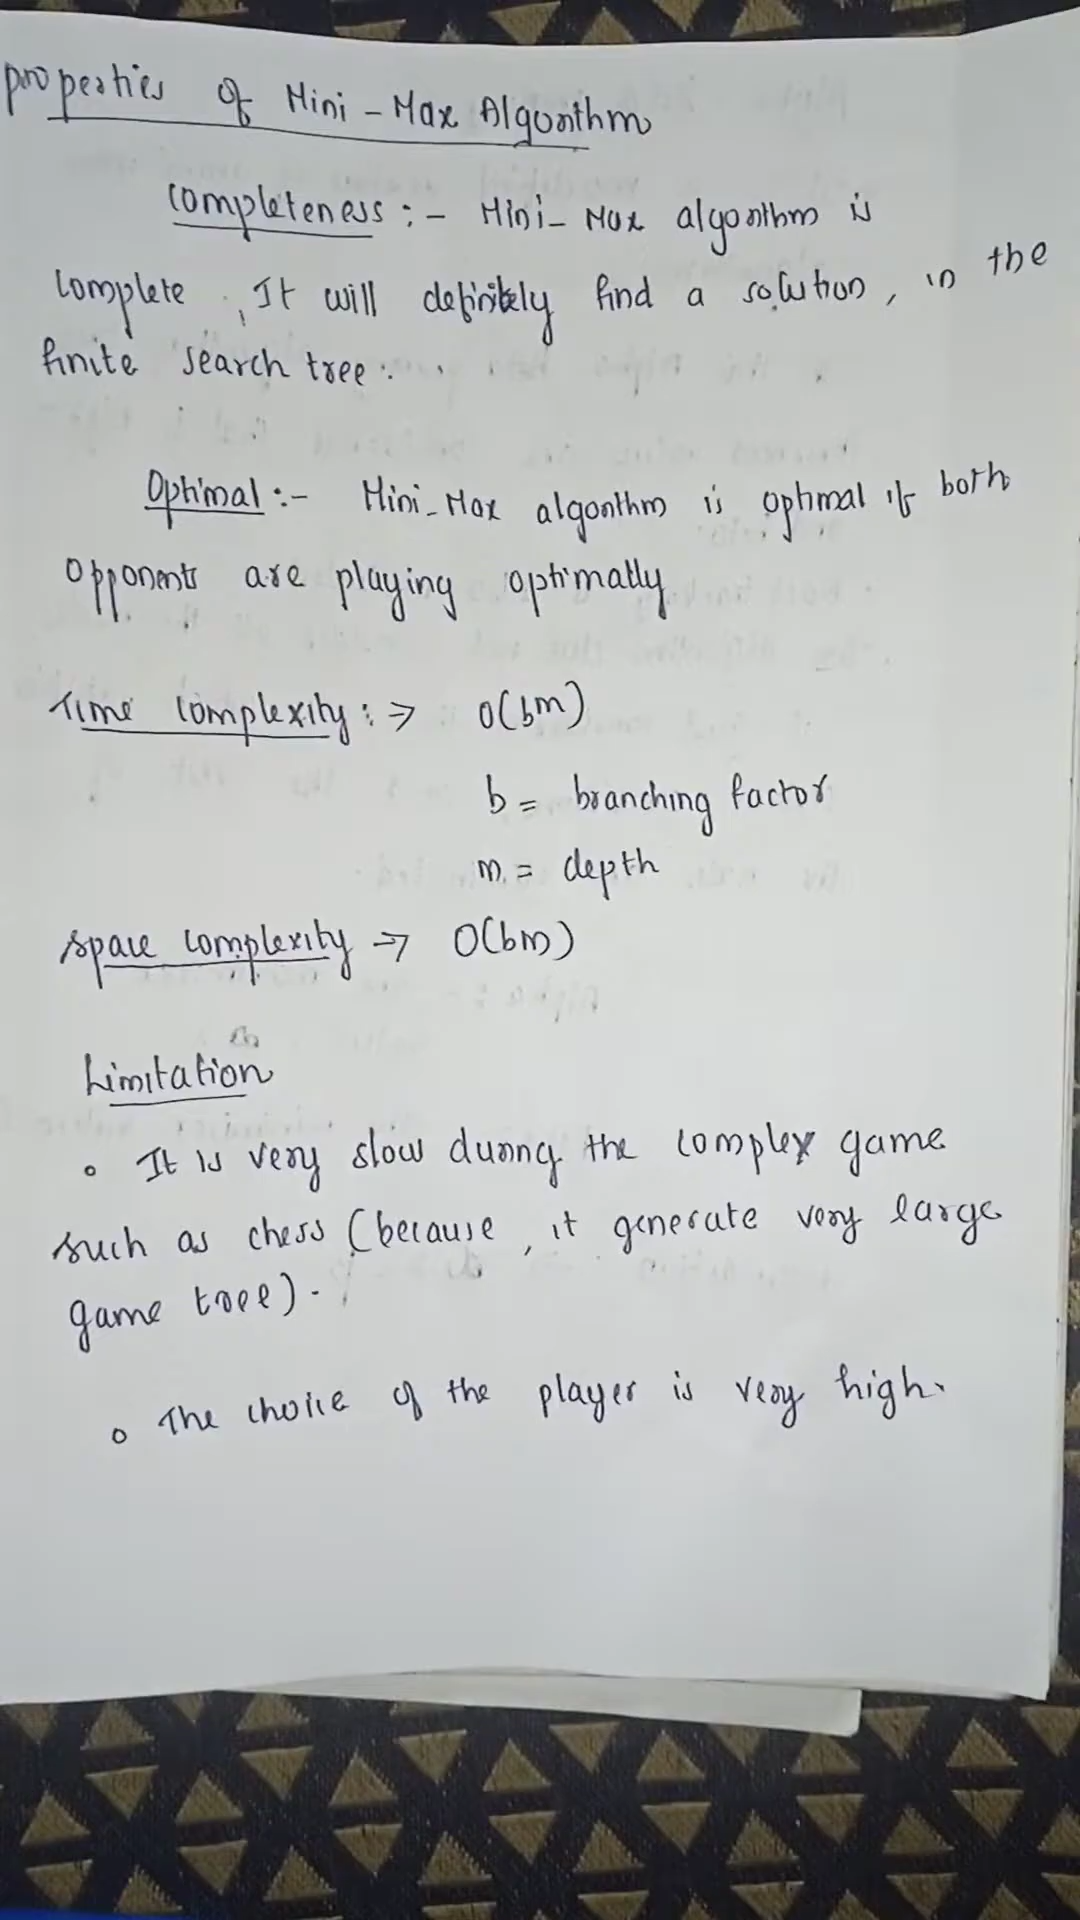 properties of Mini - Max Algorithm
Completeness :- Mini - Max algorithm is
complete, It will definitely find a solution, in the
finite search tree.
Optimal :- Mini - Max algorithm is optimal if both
opponents are playing optimally
Time complexity : → O(b^m)
b = branching factor
m = depth
space complexity → O(bm)
Limitation
• It is very slow during the complex game
such as chess (because, it generate very large
game tree).
• The choice of the player is very high.